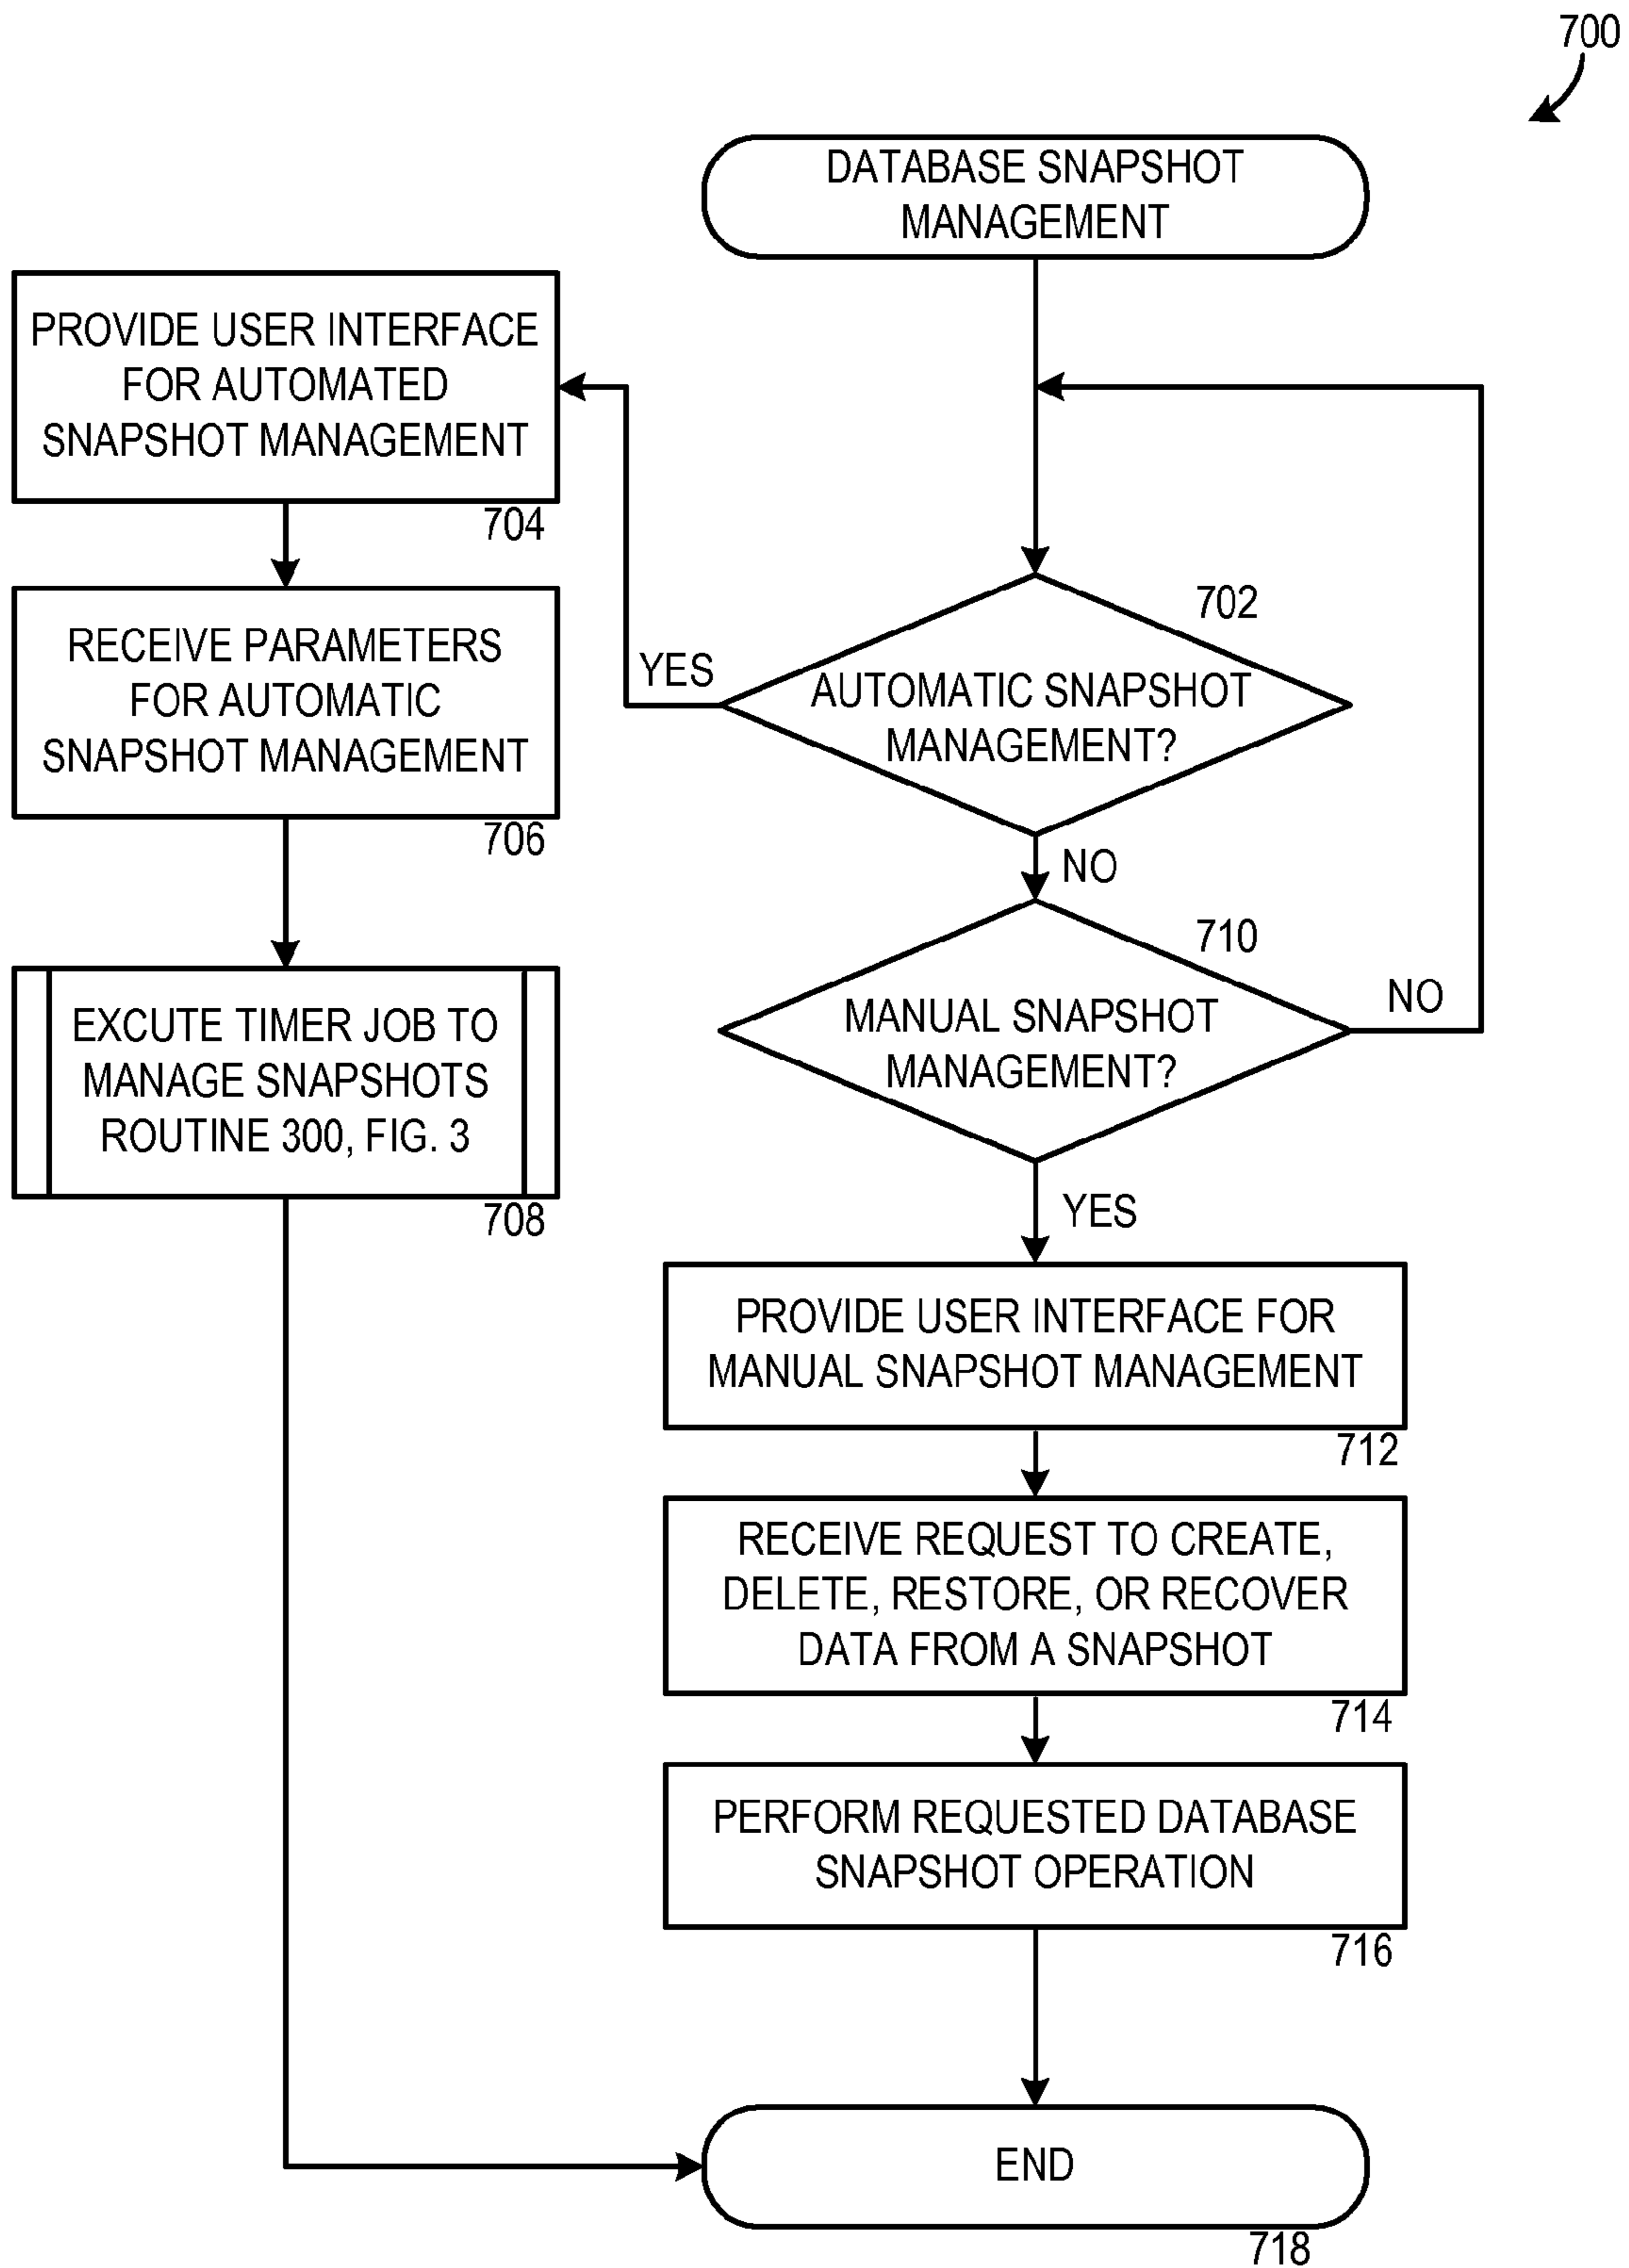 700
DATABASE SNAPSHOT
MANAGEMENT
PROVIDE USER INTERFACE
FOR AUTOMATED
SNAPSHOT MANAGEMENT
704
RECEIVE PARAMETERS
FOR AUTOMATIC
SNAPSHOT MANAGEMENT
706
EXCUTE TIMER JOB TO
MANAGE SNAPSHOTS
ROUTINE 300, FIG. 3
708
702
YES
AUTOMATIC SNAPSHOT
MANAGEMENT?
NO
710
MANUAL SNAPSHOT
MANAGEMENT?
NO
YES
PROVIDE USER INTERFACE FOR
MANUAL SNAPSHOT MANAGEMENT
712
RECEIVE REQUEST TO CREATE,
DELETE, RESTORE, OR RECOVER
DATA FROM A SNAPSHOT
714
PERFORM REQUESTED DATABASE
SNAPSHOT OPERATION
716
END
718